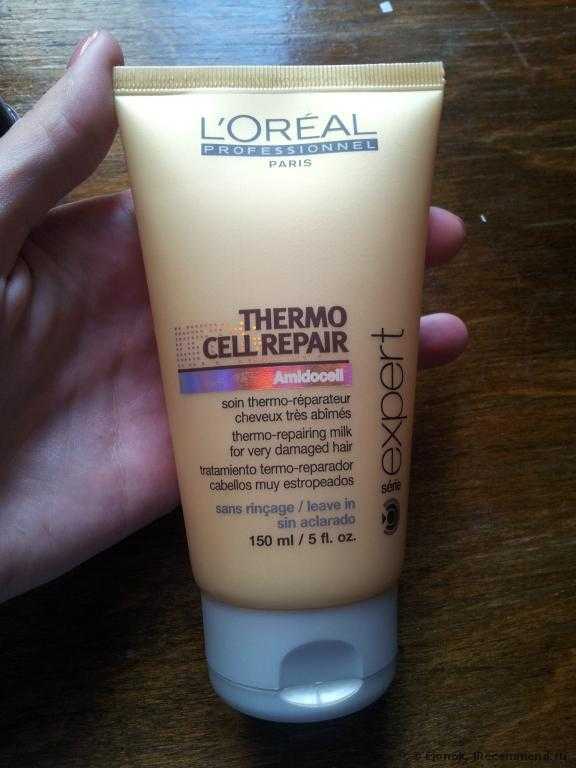 L'ORÉAL
PROFESSIONNEL
PARIS
THERMO
CELL REPAIR
Amidocell
soin thermo-réparateur
cheveux très abîmés
thermo-repairing milk
for very damaged hair
tratamiento termo-reparador
cabellos muy estropeados
sans rinçage / leave in
sin aclarado
150 ml / 5 fl. oz.
série expert